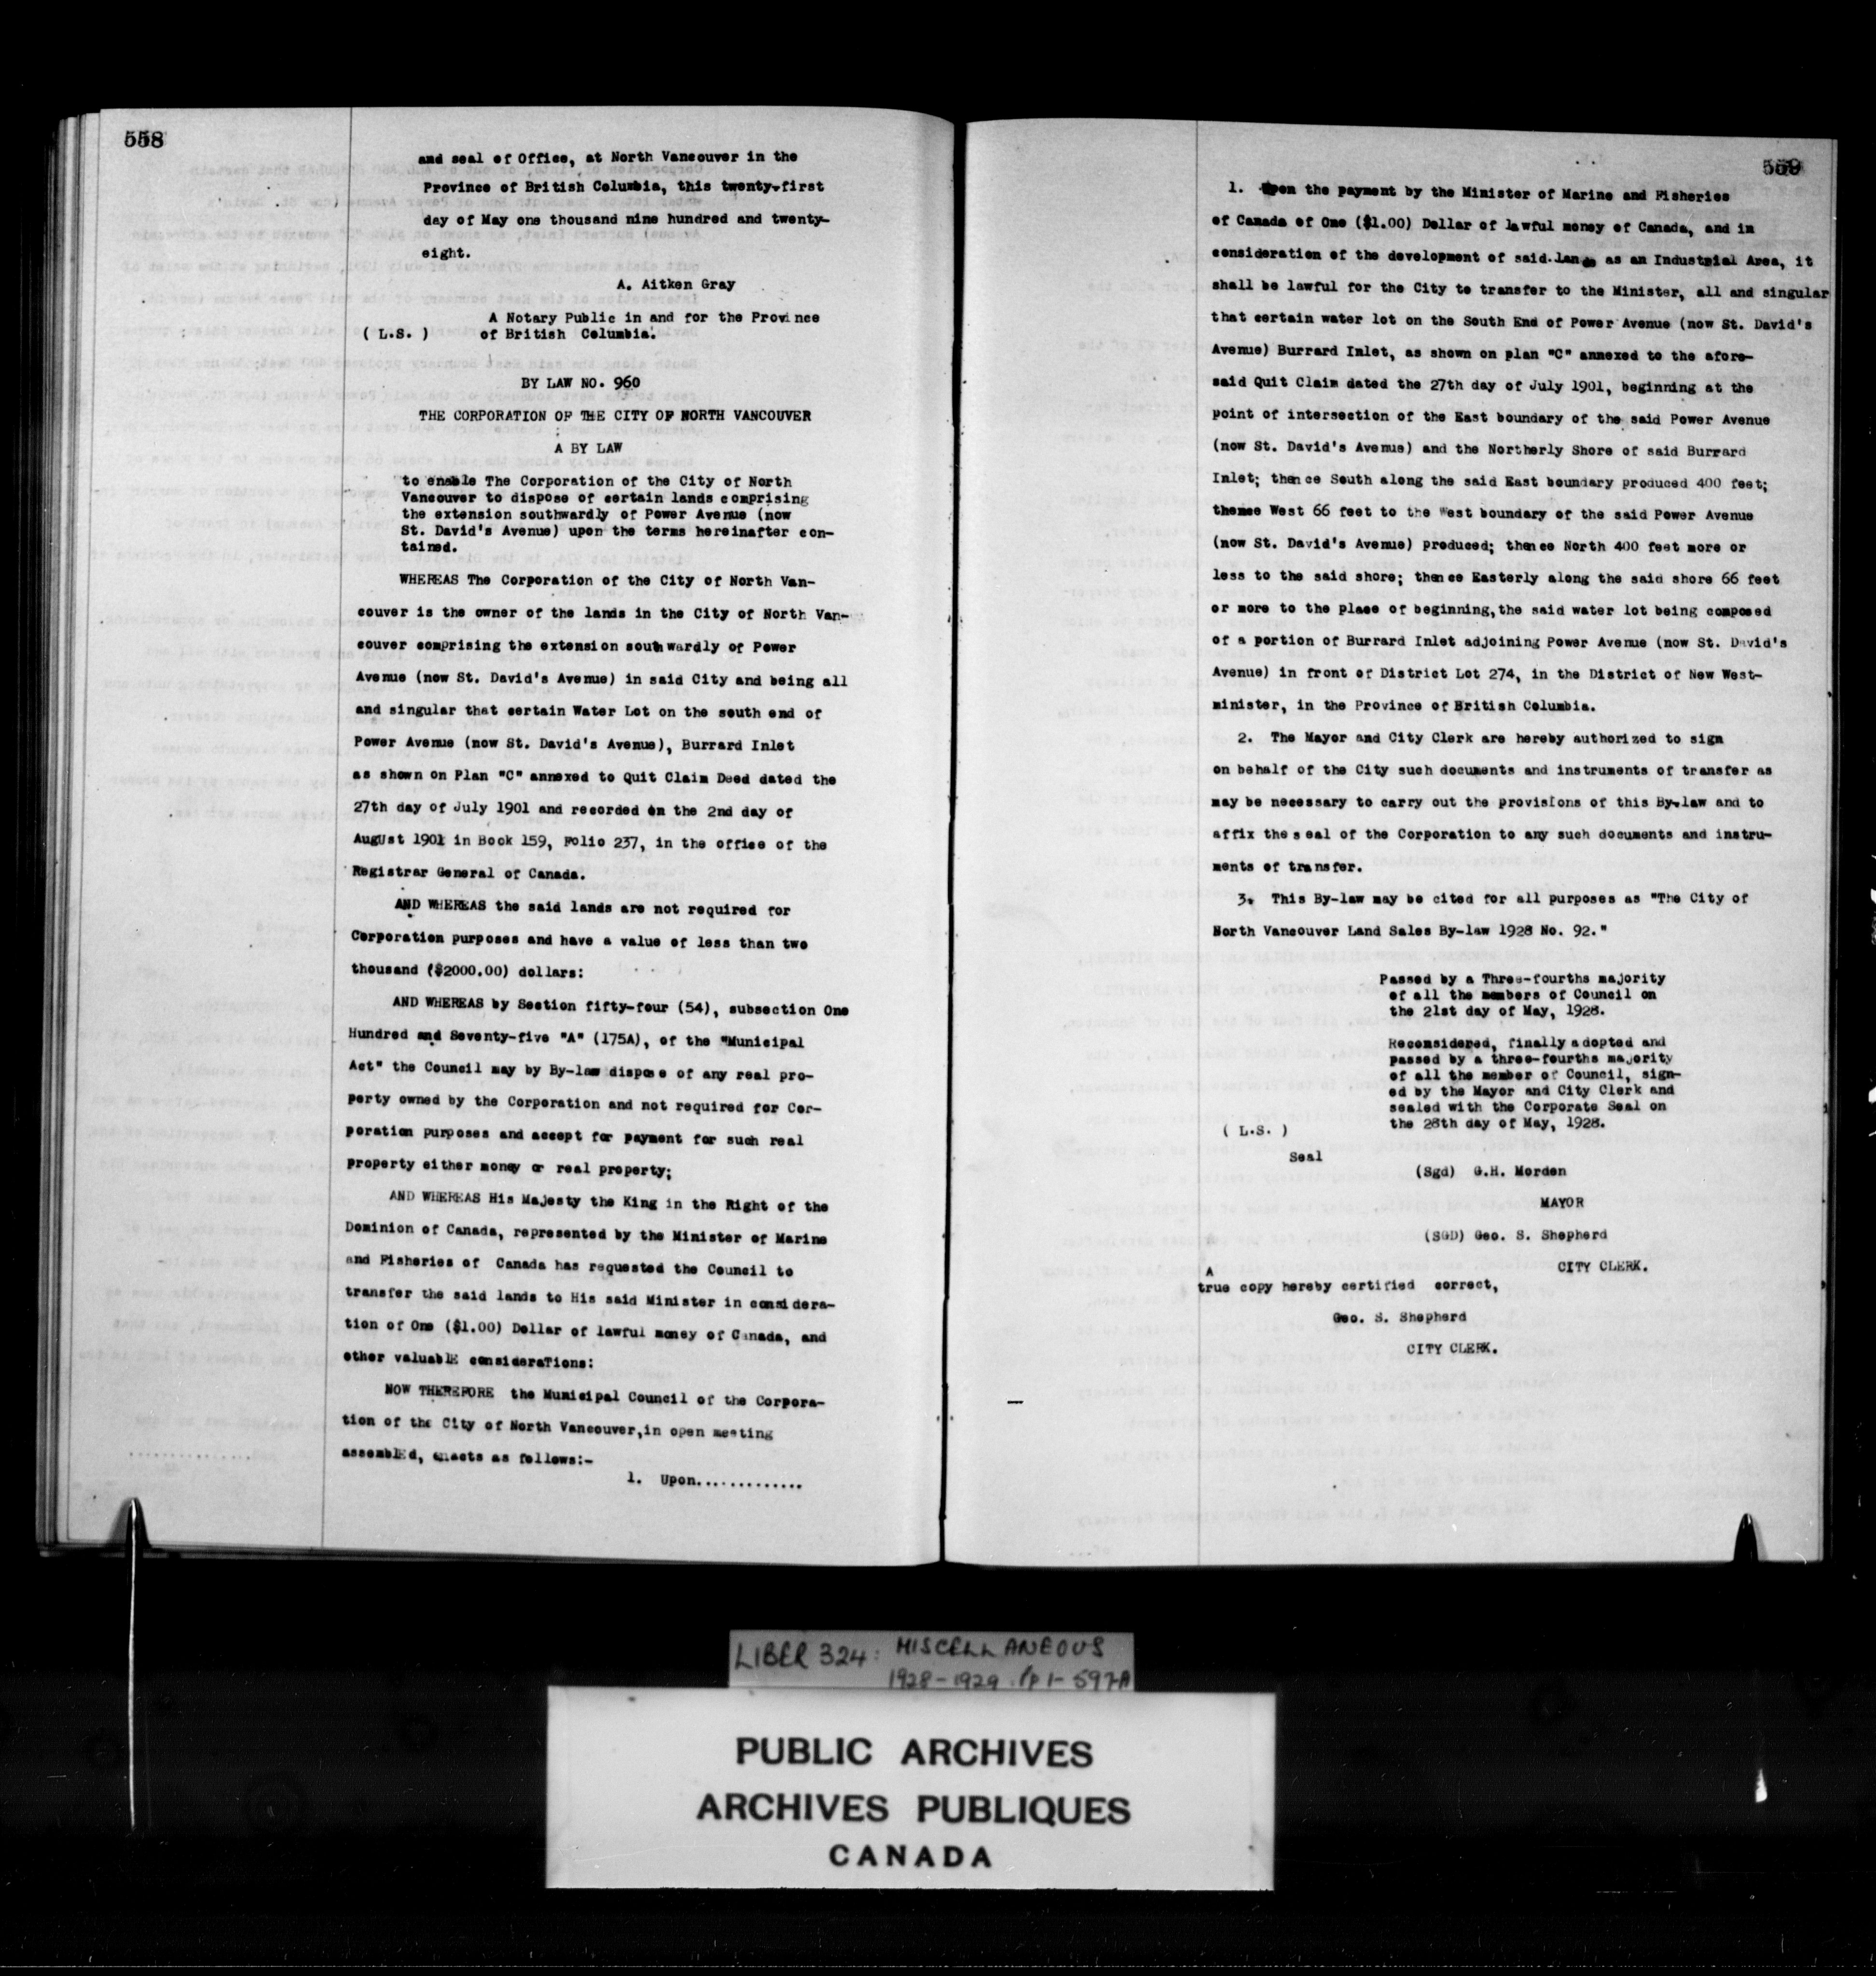 558
and seal of Office, at North Vancouver in the
Province of British Columbia, this twenty-first
day of May one thousand nine hundred and twenty-
eight.
A. Aitken Gray
A Notary Public in and for the Province
( L.S. ) of British Columbia.
BY LAW NO. 960
THE CORPORATION OF THE CITY OF NORTH VANCOUVER
A BY LAW
to enable The Corporation of the City of North
Vancouver to dispose of certain lands comprising
the extension southwardly of Power Avenue (now
St. David's Avenue) upon the terms hereinafter con-
tained.
WHEREAS The Corporation of the City of North Van-
couver is the owner of the lands in the City of North Van-
couver comprising the extension southwardly of Power
Avenue (now St. David's Avenue) in said City and being all
and singular that certain Water Lot on the south end of
Power Avenue (now St. David's Avenue), Burrard Inlet
as shown on Plan "C" annexed to Quit Claim Deed dated the
27th day of July 1901 and recorded on the 2nd day of
August 1901 in Book 159, Folio 237, in the office of the
Registrar General of Canada.
AND WHEREAS the said lands are not required for
Corporation purposes and have a value of less than two
thousand ($2000.00) dollars:
AND WHEREAS by Section fifty-four (54), subsection One
Hundred and Seventy-five "A" (175A), of the "Municipal
Act" the Council may by By-law dispose of any real pro-
perty owned by the Corporation and not required for Cor-
poration purposes and accept for payment for such real
property either money or real property;
AND WHEREAS His Majesty the King in the Right of the
Dominion of Canada, represented by the Minister of Marine
and Fisheries of Canada has requested the Council to
transfer the said lands to His said Minister in considera-
tion of One ($1.00) Dollar of lawful money of Canada, and
other valuable considerations:
NOW THEREFORE the Municipal Council of the Corpora-
tion of the City of North Vancouver,in open meeting
assembled, enacts as follows:-
1. Upon.............
559
1. Upon the payment by the Minister of Marine and Fisheries
of Canada of One ($1.00) Dollar of lawful money of Canada, and in
consideration of the development of said lands as an Industrial Area, it
shall be lawful for the City to transfer to the Minister, all and singular
that certain water lot on the South End of Power Avenue (now St. David's
Avenue) Burrard Inlet, as shown on plan "C" annexed to the afore-
said Quit Claim dated the 27th day of July 1901, beginning at the
point of intersection of the East boundary of the said Power Avenue
(now St. David's Avenue) and the Northerly Shore of said Burrard
Inlet; thence South along the said East boundary produced 400 feet;
thence West 66 feet to the West boundary of the said Power Avenue
(now St. David's Avenue) produced; thence North 400 feet more or
less to the said shore; thence Easterly along the said shore 66 feet
or more to the place of beginning,the said water lot being composed
of a portion of Burrard Inlet adjoining Power Avenue (now St. David's
Avenue) in front of District Lot 274, in the District of New West-
minister, in the Province of British Columbia.
2. The Mayor and City Clerk are hereby authorized to sign
on behalf of the City such documents and instruments of transfer as
may be necessary to carry out the provisions of this By-law and to
affix the seal of the Corporation to any such documents and instru-
ments of transfer.
3. This By-law may be cited for all purposes as "The City of
North Vancouver Land Sales By-law 1928 No. 92."
Passed by a Three-fourths majority
of all the members of Council on
the 21st day of May, 1928.
Reconsidered, finally adopted and
passed by a three-fourths majority
of all the member of Council, sign-
ed by the Mayor and City Clerk and
sealed with the Corporate Seal on
the 28th day of May, 1928.
( L.S. )
Seal
(Sgd) G.H. Morden
MAYOR
(SGD) Geo. S. Shepherd
CITY CLERK.
A
true copy hereby certified correct,
Geo. S. Shepherd
CITY CLERK.
LIBER 324: MISCELLANEOUS
1928-1929 . pp 1-597A
PUBLIC ARCHIVES
ARCHIVES PUBLIQUES
CANADA